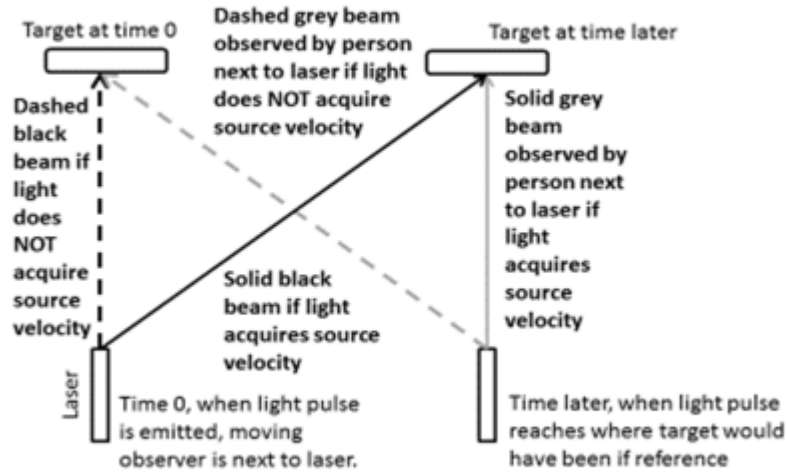 Target at time 0
Dashed grey beam
observed by person
next to laser if light
does NOT acquire
source velocity
Target at time later
Dashed
black
beam if
light
does
NOT
acquire
source
velocity
Solid grey
beam
observed by
person next
to laser if
light
acquires
source
velocity
Solid black
beam if light
acquires source
velocity
Laser
Time 0, when light pulse
is emitted, moving
observer is next to laser.
Time later, when light pulse
reaches where target would
have been if reference